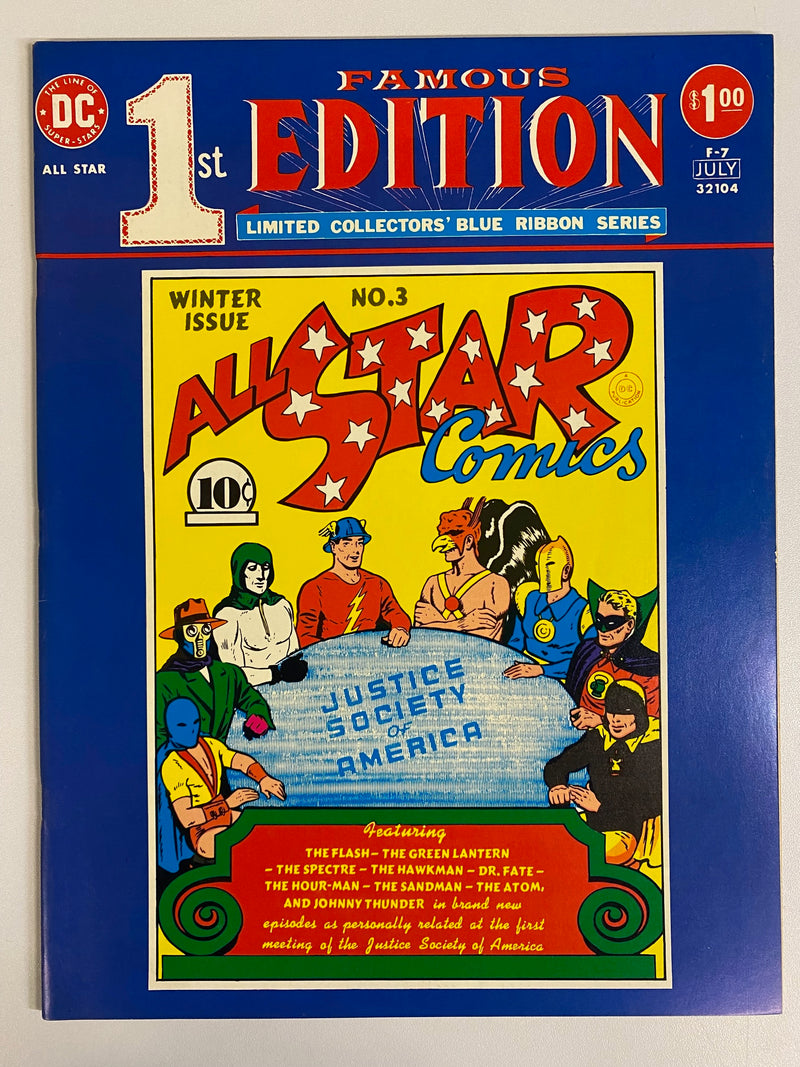 THE LINE OF
DC
SUPER-STARS
ALL STAR
1st
FAMOUS
EDITION
LIMITED COLLECTORS' BLUE RIBBON SERIES
$1 00
F-7
JULY
32104
WINTER
ISSUE
NO.3
ALL STAR
Comics
A
DC
PUBLICATION
10¢
JUSTICE
SOCIETY
OF
AMERICA
Featuring
THE FLASH – THE GREEN LANTERN
– THE SPECTRE – THE HAWKMAN – DR. FATE –
THE HOUR-MAN – THE SANDMAN – THE ATOM,
AND JOHNNY THUNDER in brand new
episodes as personally related at the first
meeting of the Justice Society of America